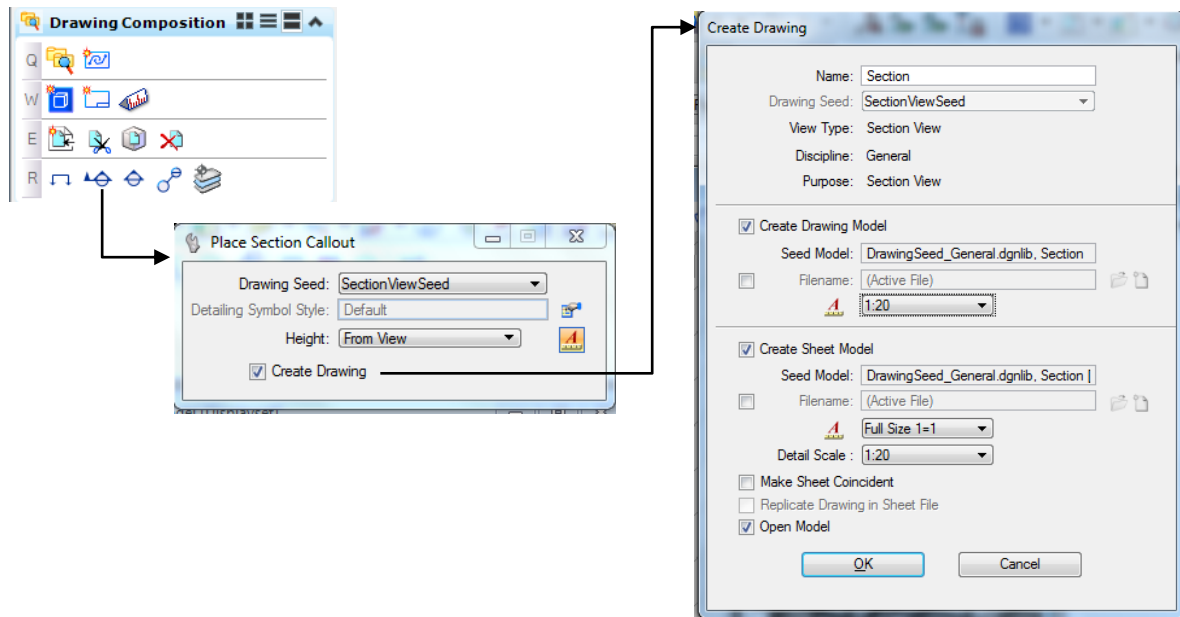 Drawing Composition
Q
W
E
R
Place Section Callout
Drawing Seed: SectionViewSeed
Detailing Symbol Style: Default
Height: From View
Create Drawing
Create Drawing
Name: Section
Drawing Seed: SectionViewSeed
View Type: Section View
Discipline: General
Purpose: Section View
Create Drawing Model
Seed Model: DrawingSeed_General.dgnlib, Section
Filename: (Active File)
A 1:20
Create Sheet Model
Seed Model: DrawingSeed_General.dgnlib, Section [
Filename: (Active File)
A Full Size 1=1
Detail Scale : 1:20
Make Sheet Coincident
Replicate Drawing in Sheet File
Open Model
OK Cancel